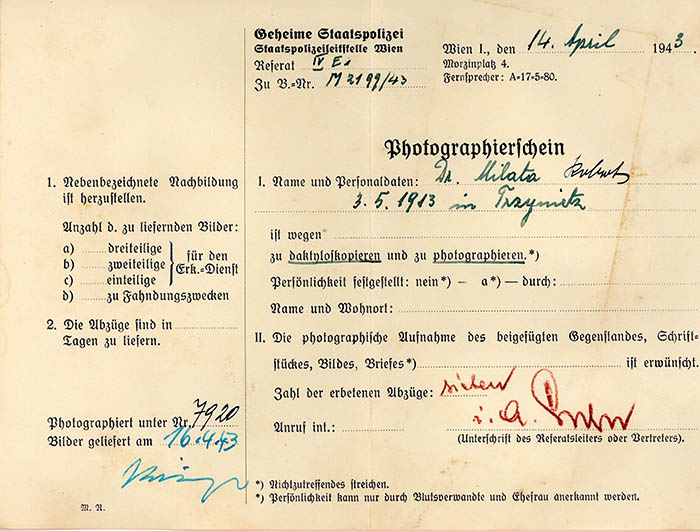 Geheime Staatspolizei
Staatspolizeileitstelle Wien
Referat IV E.
Zu B.=Nr. M 2199/43
Wien I., den 14. April 1943.
Morzinplatz 4.
Fernsprecher: A=17=5=80.
Photographierschein
1. Nebenbezeichnete Nachbildung
ist herzustellen.
Anzahl d. zu liefernden Bilder:
a) dreiteilige
b) zweiteilige
c) einteilige
für den
Erk.=Dienst
d) zu Fahndungszwecken
2. Die Abzüge sind in
Tagen zu liefern.
Photographiert unter Nr. 7920
Bilder geliefert am 16.4.43
M. R.
I. Name und Personaldaten: Dr. Milata
3. 5. 1913 in Trzynietz
ist wegen
zu daktyloskopieren und zu photographieren.*)
Persönlichkeit festgestellt: nein*) – a*) – durch:
Name und Wohnort:
II. Die photographische Aufnahme des beigefügten Gegenstandes, Schrift=
stückes, Bildes, Briefes*) ist erwünscht.
Zahl der erbetenen Abzüge: sieben
Anruf int.: i. A.
(Unterschrift des Referatsleiters oder Vertreters).
*) Nichtzutreffendes streichen.
*) Persönlichkeit kann nur durch Blutsverwandte und Ehefrau anerkannt werden.